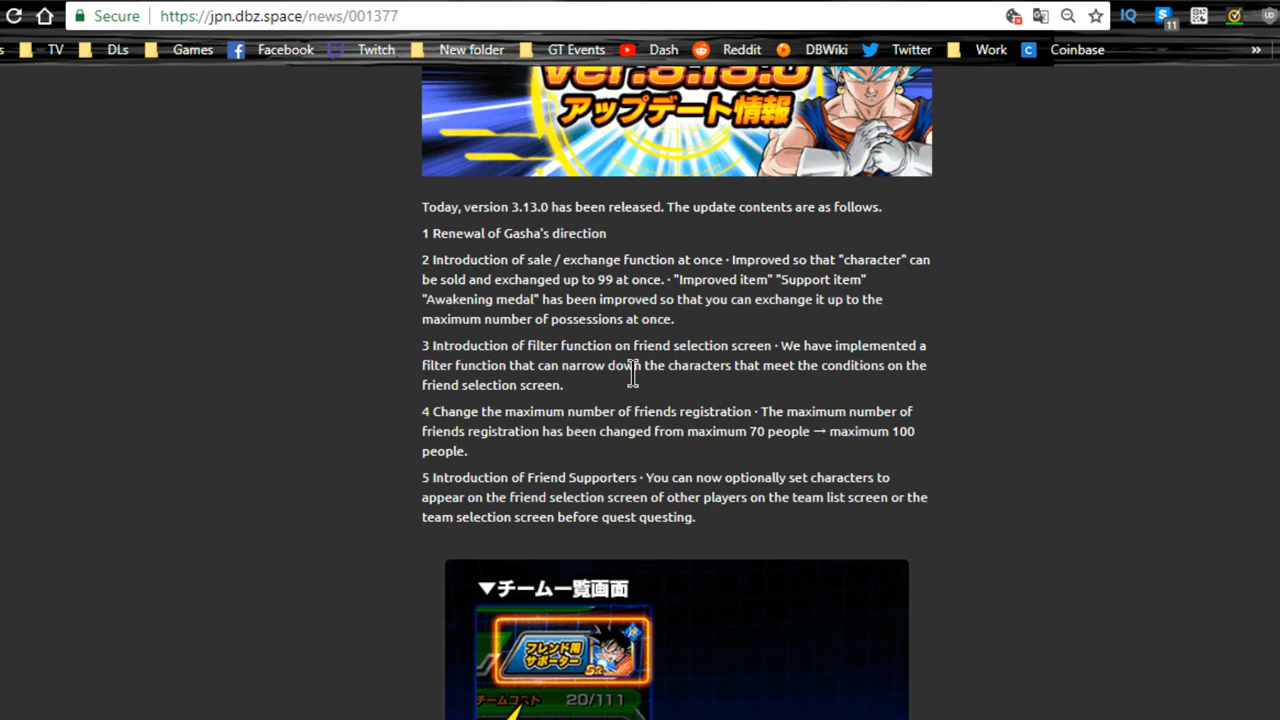 Secure https://jpn.dbz.space/news/001377
11
s TV DLs Games Facebook Twitch New folder GT Events Dash Reddit DBWiki Twitter Work Coinbase »
ver.3.13.0
アップデート情報
Today, version 3.13.0 has been released. The update contents are as follows.
1 Renewal of Gasha's direction
2 Introduction of sale / exchange function at once · Improved so that "character" can
be sold and exchanged up to 99 at once. · "Improved item" "Support item"
"Awakening medal" has been improved so that you can exchange it up to the
maximum number of possessions at once.
3 Introduction of filter function on friend selection screen · We have implemented a
filter function that can narrow down the characters that meet the conditions on the
friend selection screen.
4 Change the maximum number of friends registration · The maximum number of
friends registration has been changed from maximum 70 people → maximum 100
people.
5 Introduction of Friend Supporters · You can now optionally set characters to
appear on the friend selection screen of other players on the team list screen or the
team selection screen before quest questing.
▼チーム一覧画面
フレンド用
サポーター
チームコスト 20/111